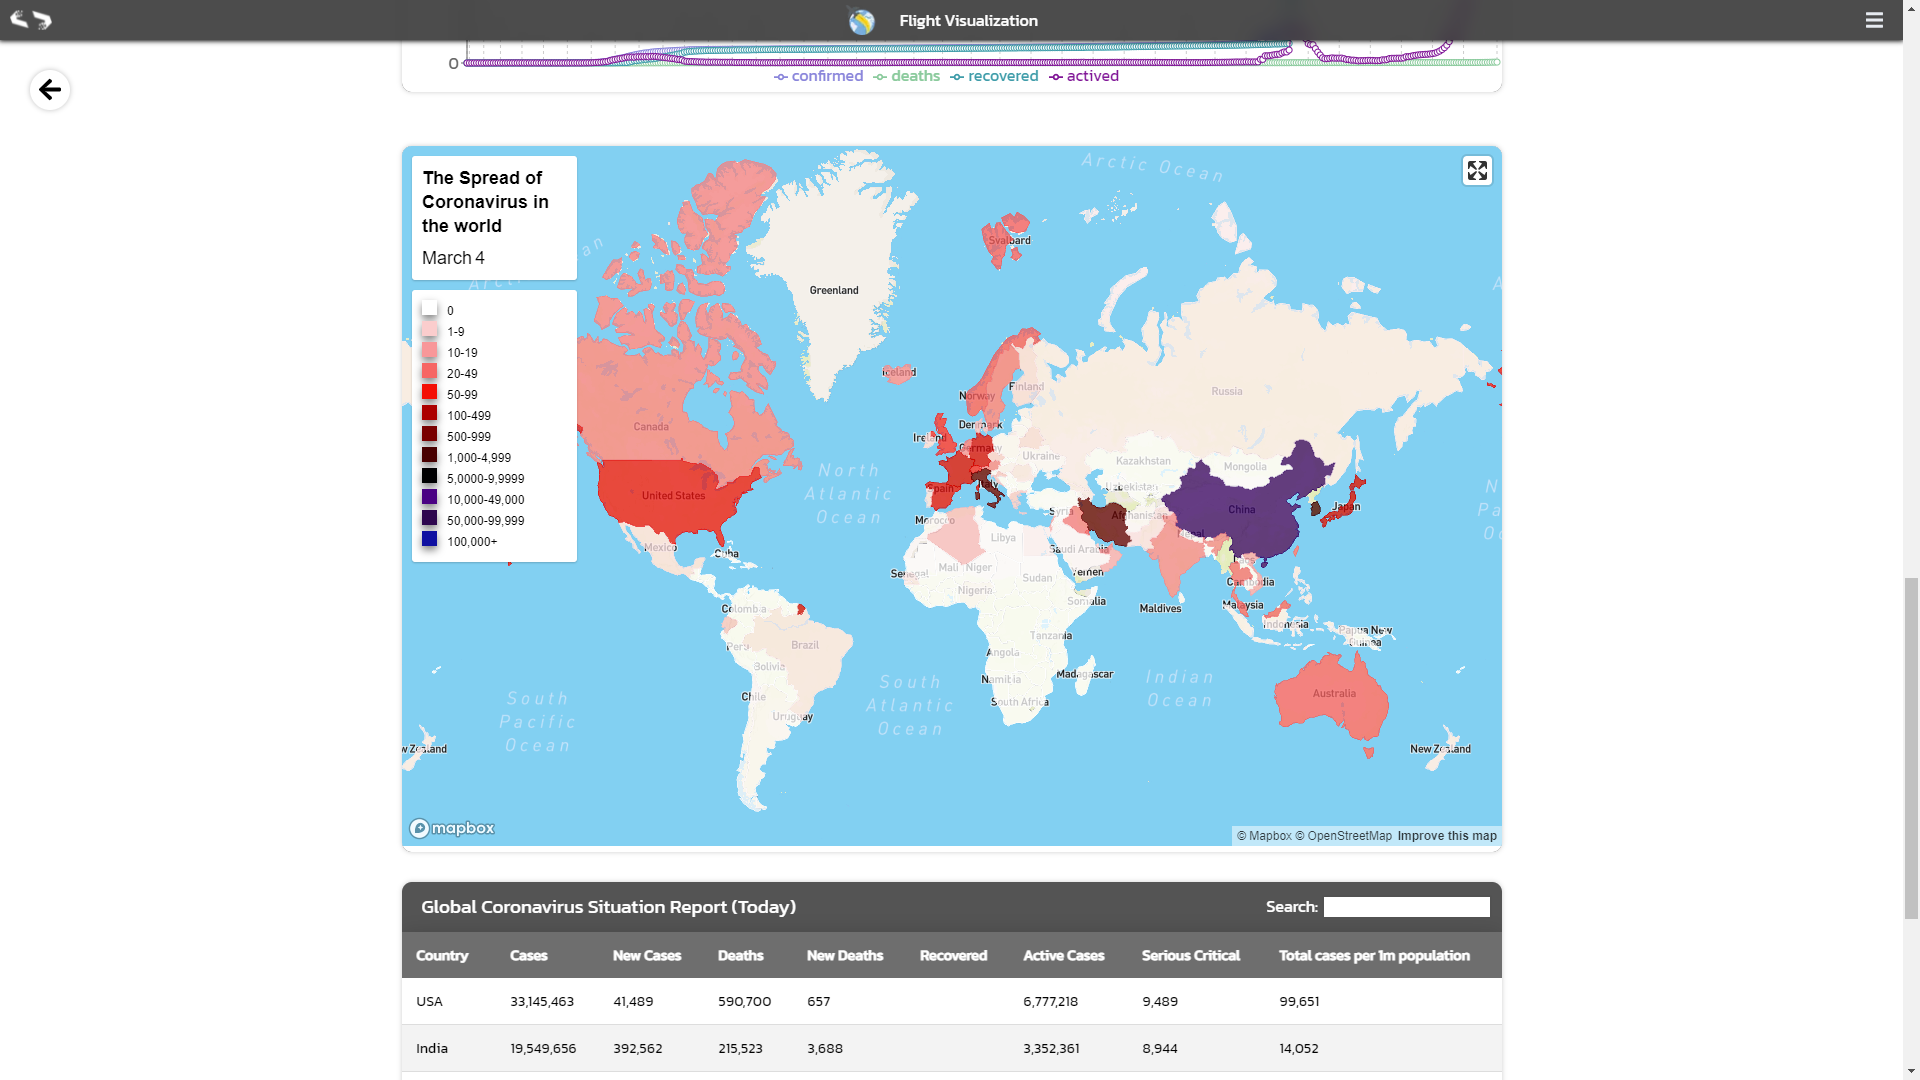 Flight Visualization
0
confirmed deaths recovered actived
The Spread of
Coronavirus in
the world
March 4
0
1-9
10-19
20-49
50-99
100-499
500-999
1,000-4,999
5,0000-9,9999
10,000-49,000
50,000-99,999
100,000+
Arctic Ocean
Svalbard
Greenland
Iceland
Finland
Russia
Norway
Canada
Denmark
Ireland
Germany
Ukraine
Kazakhstan
Mongolia
North
Atlantic
Ocean
United States
Spain
Italy
Uzbekistan
China
Japan
Syria
Afghanistan
Morocco
Nepal
Libya
Mexico
Cuba
Saudi Arabia
Mali Niger
Senegal
Yemen
Sudan
Cambodia
Nigeria
Somalia
Maldives
Malaysia
Colombia
Indonesia
Papua New
Guinea
Tanzania
Brazil
Peru
Angola
Bolivia
Madagascar
Indian
Ocean
Namibia
South
Atlantic
Ocean
Australia
Chile
South Africa
South
Pacific
Ocean
Uruguay
w Zealand
New Zealand
mapbox
© Mapbox © OpenStreetMap Improve this map
Global Coronavirus Situation Report (Today) Search:
Country Cases New Cases Deaths New Deaths Recovered Active Cases Serious Critical Total cases per 1m population
USA 33,145,463 41,489 590,700 657 6,777,218 9,489 99,651
India 19,549,656 392,562 215,523 3,688 3,352,361 8,944 14,052